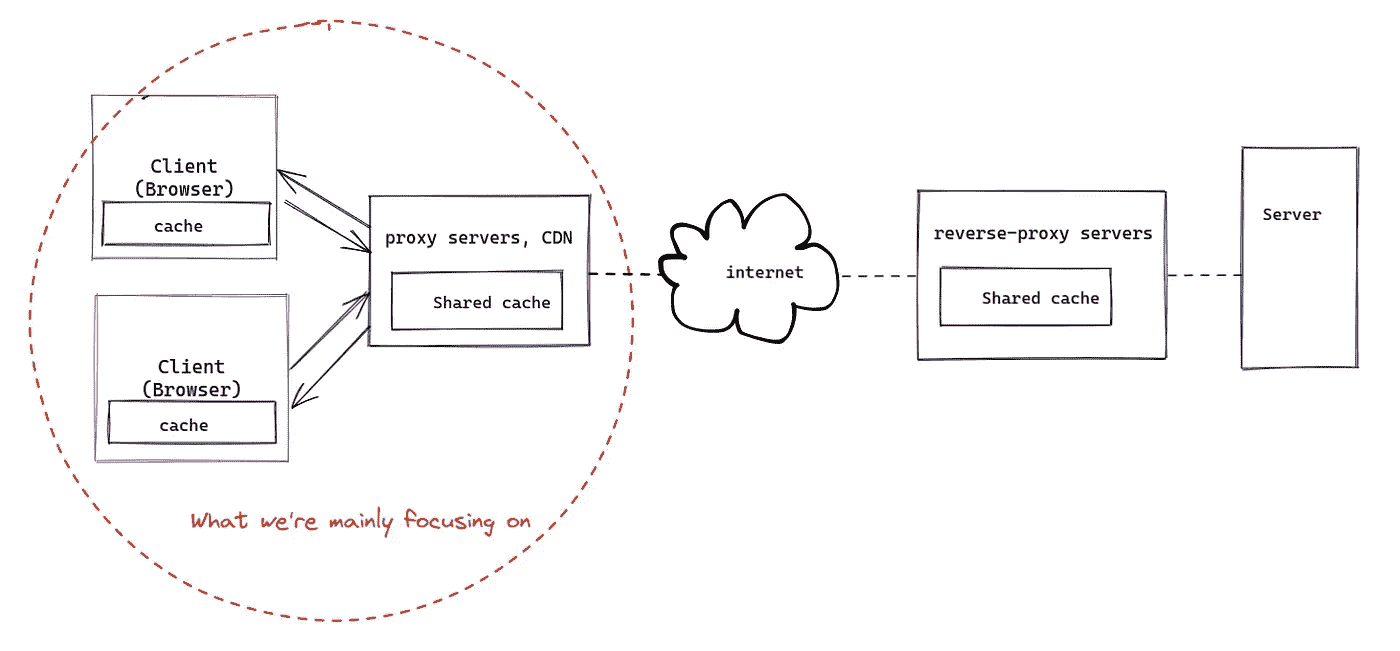 Client
(Browser)
cache
proxy servers, CDN
Shared cache
Client
(Browser)
cache
What we're mainly focusing on
internet
reverse-proxy servers
Shared cache
Server